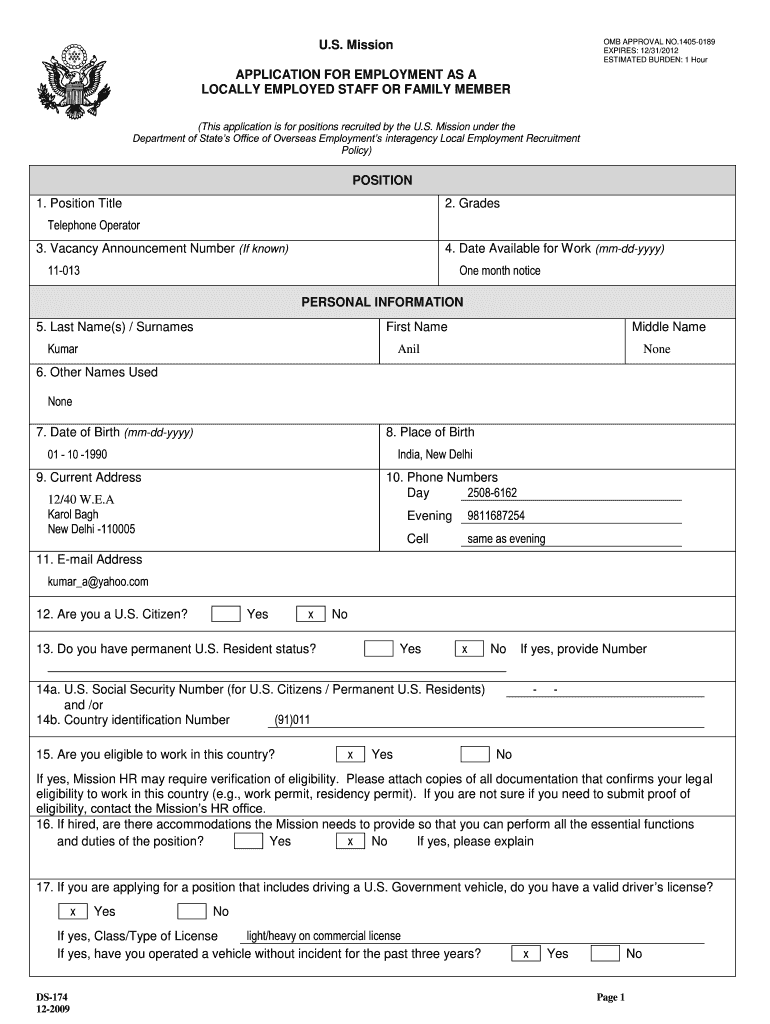 U.S. Mission
OMB APPROVAL NO.1405-0189
EXPIRES: 12/31/2012
ESTIMATED BURDEN: 1 Hour
APPLICATION FOR EMPLOYMENT AS A
LOCALLY EMPLOYED STAFF OR FAMILY MEMBER
(This application is for positions recruited by the U.S. Mission under the
Department of State's Office of Overseas Employment's interagency Local Employment Recruitment
Policy)
POSITION
1. Position Title
2. Grades
Telephone Operator
3. Vacancy Announcement Number (If known)
4. Date Available for Work (mm-dd-yyyy)
11-013
One month notice
PERSONAL INFORMATION
5. Last Name(s) / Surnames
First Name
Middle Name
Kumar
Anil
None
6. Other Names Used
None
7. Date of Birth (mm-dd-yyyy)
8. Place of Birth
01 - 10 -1990
India, New Delhi
9. Current Address
10. Phone Numbers
12/40 W.E.A
Karol Bagh
New Delhi -110005
Day 2508-6162
Evening 9811687254
Cell same as evening
11. E-mail Address
kumar_a@yahoo.com
12. Are you a U.S. Citizen? Yes x No
13. Do you have permanent U.S. Resident status? Yes x No If yes, provide Number
14a. U.S. Social Security Number (for U.S. Citizens / Permanent U.S. Residents) - -
and /or
14b. Country identification Number (91)011
15. Are you eligible to work in this country? x Yes No
If yes, Mission HR may require verification of eligibility. Please attach copies of all documentation that confirms your legal
eligibility to work in this country (e.g., work permit, residency permit). If you are not sure if you need to submit proof of
eligibility, contact the Mission's HR office.
16. If hired, are there accommodations the Mission needs to provide so that you can perform all the essential functions
and duties of the position? Yes x No If yes, please explain
17. If you are applying for a position that includes driving a U.S. Government vehicle, do you have a valid driver's license?
x Yes No
If yes, Class/Type of License light/heavy on commercial license
If yes, have you operated a vehicle without incident for the past three years? x Yes No
DS-174
12-2009
Page 1